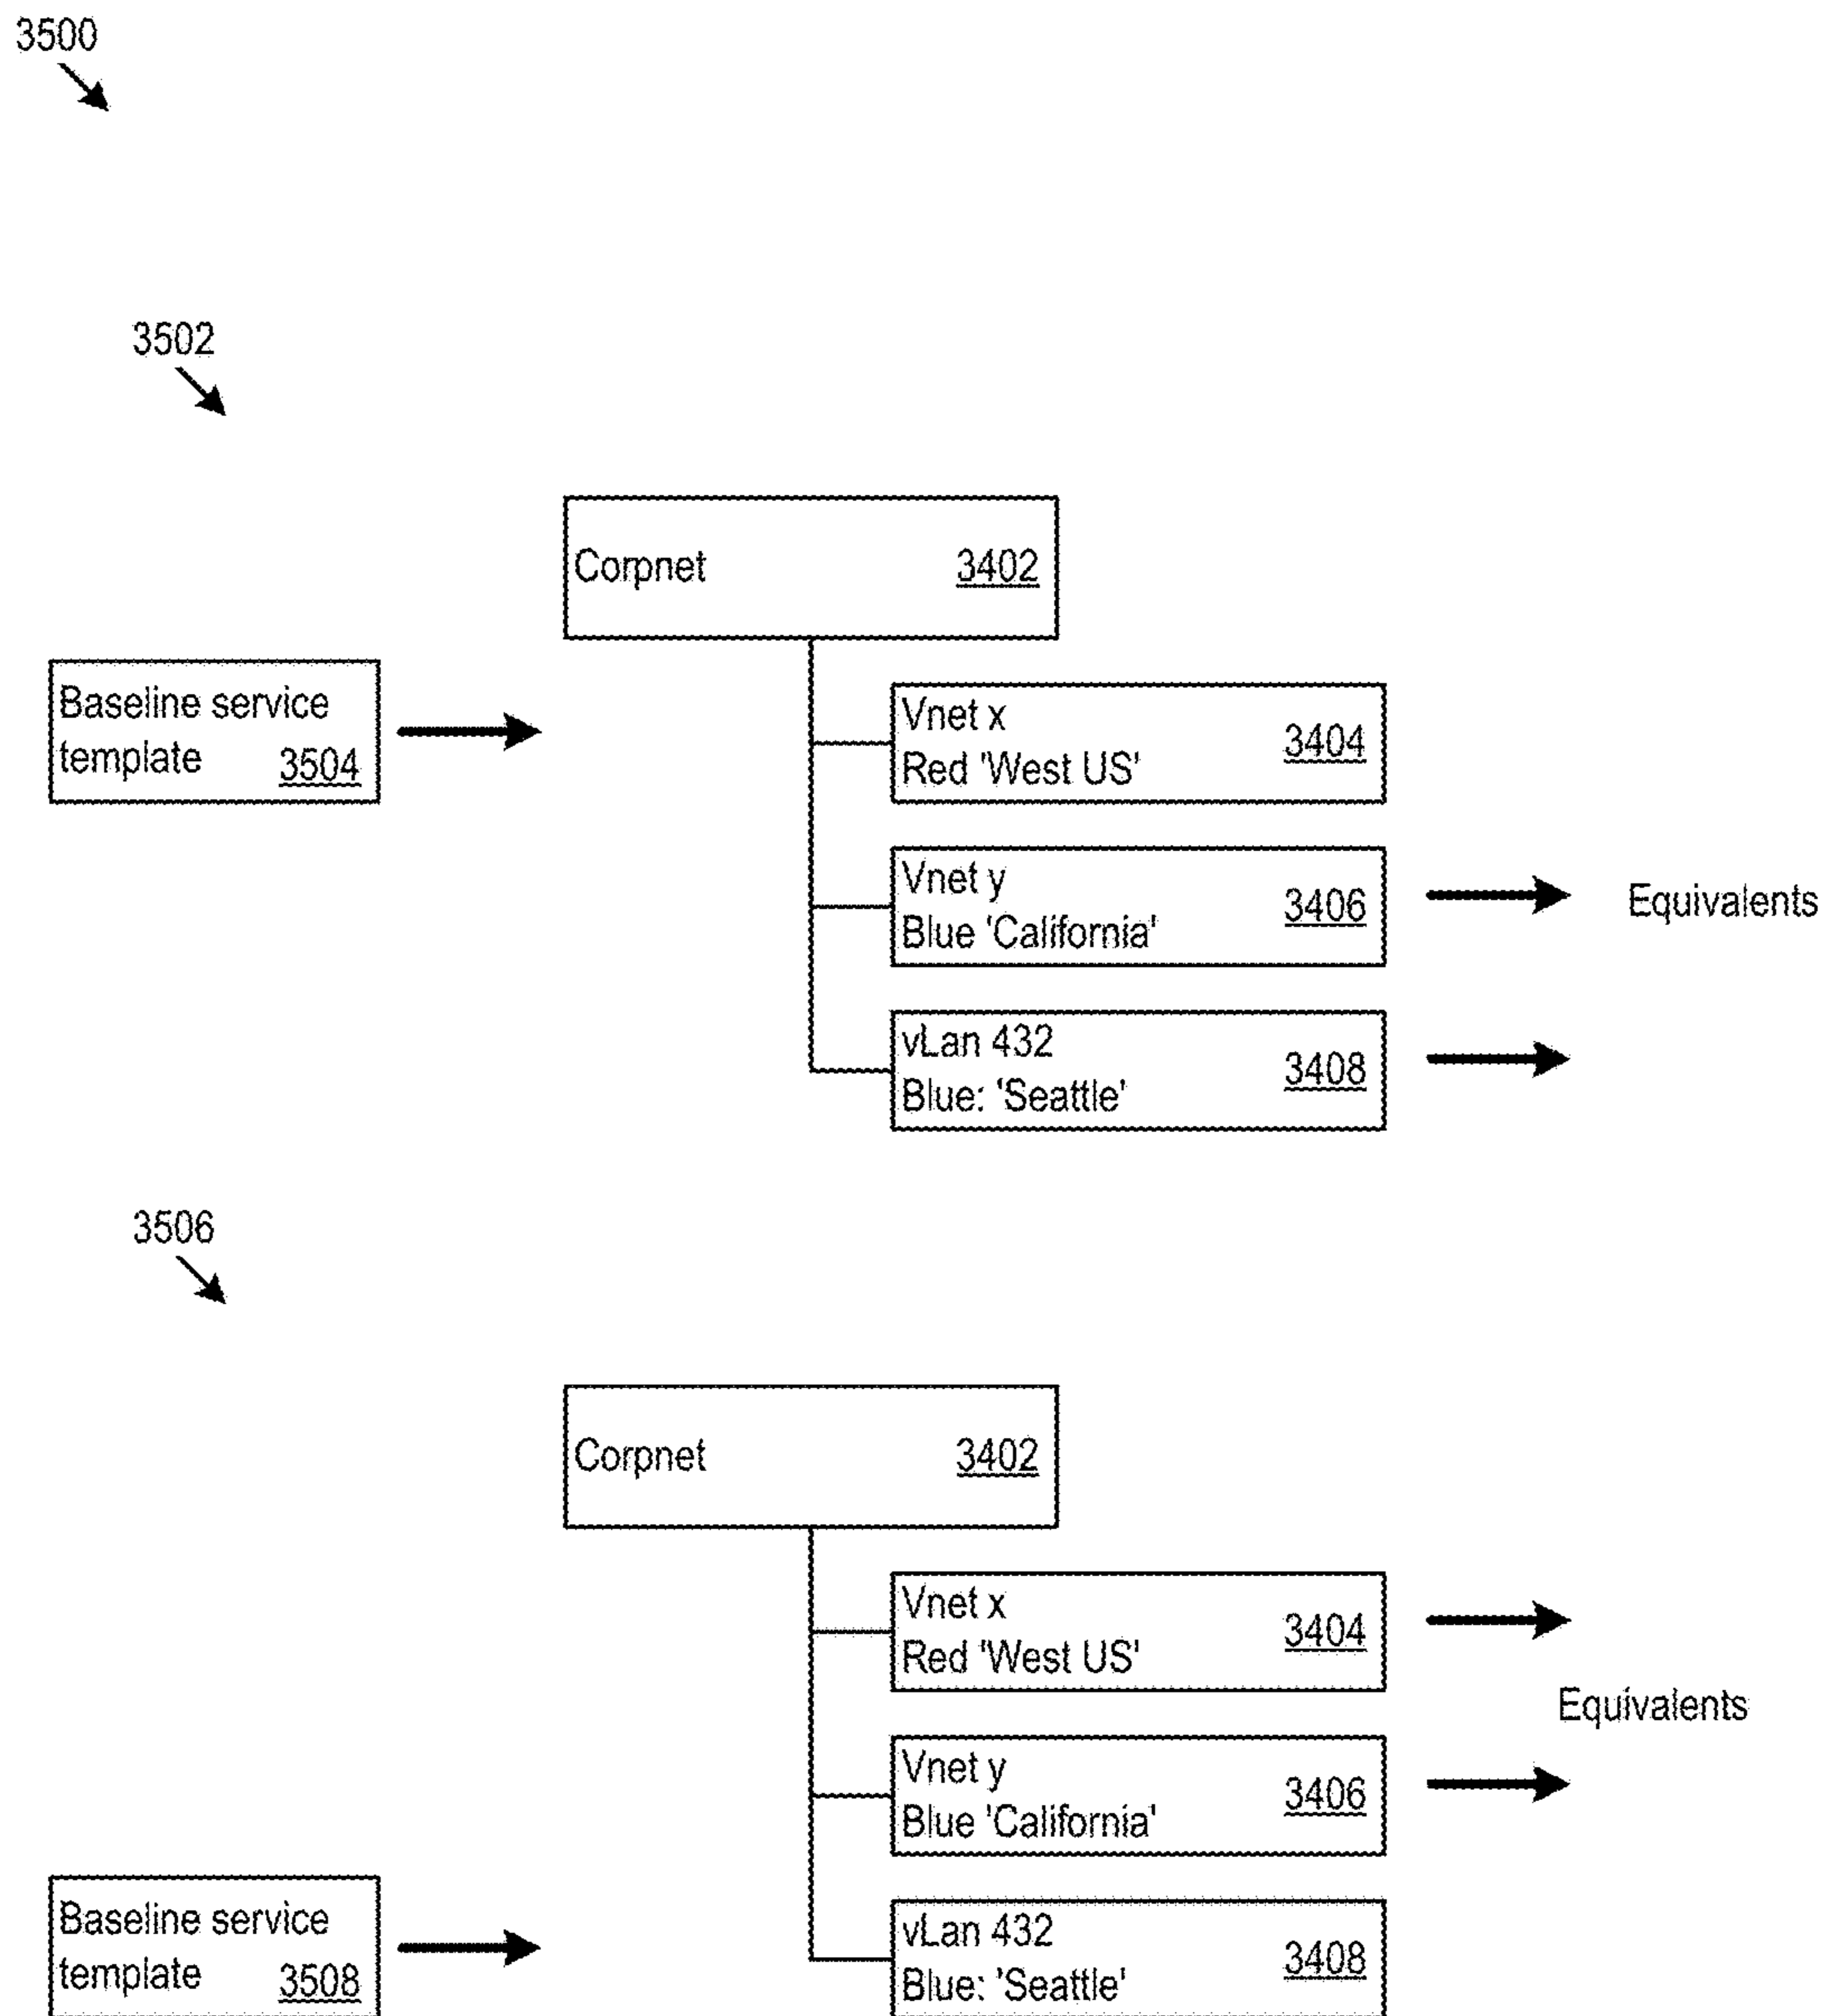 3500
3502
Corpnet 3402
Baseline service
template 3504
Vnet x
Red 'West US' 3404
Vnet y
Blue 'California' 3406
Equivalents
vLan 432
Blue: 'Seattle' 3408
3506
Corpnet 3402
Vnet x
Red 'West US' 3404
Equivalents
Vnet y
Blue 'California' 3406
Baseline service
template 3508
vLan 432
Blue: 'Seattle' 3408